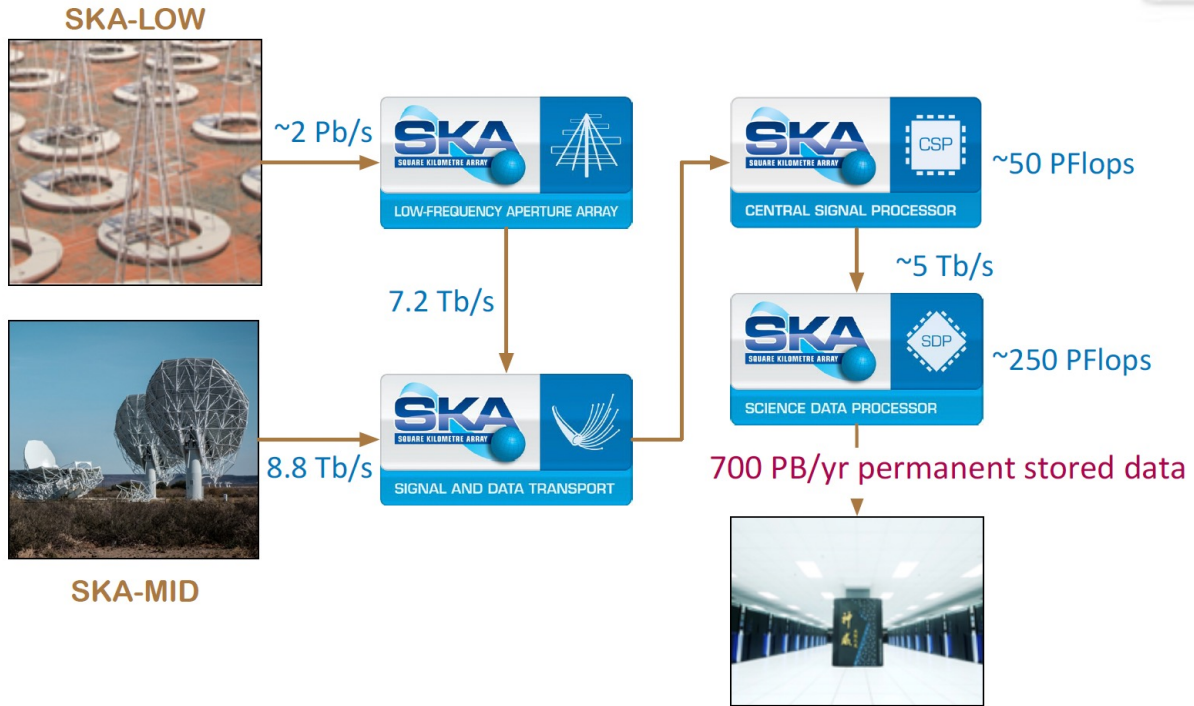 SKA-LOW
~2 Pb/s
SKA
SQUARE KILOMETRE ARRAY
LOW-FREQUENCY APERTURE ARRAY
7.2 Tb/s
SKA-MID
8.8 Tb/s
SKA
SQUARE KILOMETRE ARRAY
SIGNAL AND DATA TRANSPORT
SKA
SQUARE KILOMETRE ARRAY
CSP
CENTRAL SIGNAL PROCESSOR
~50 PFlops
~5 Tb/s
SKA
SQUARE KILOMETRE ARRAY
SDP
SCIENCE DATA PROCESSOR
~250 PFlops
700 PB/yr permanent stored data
神威